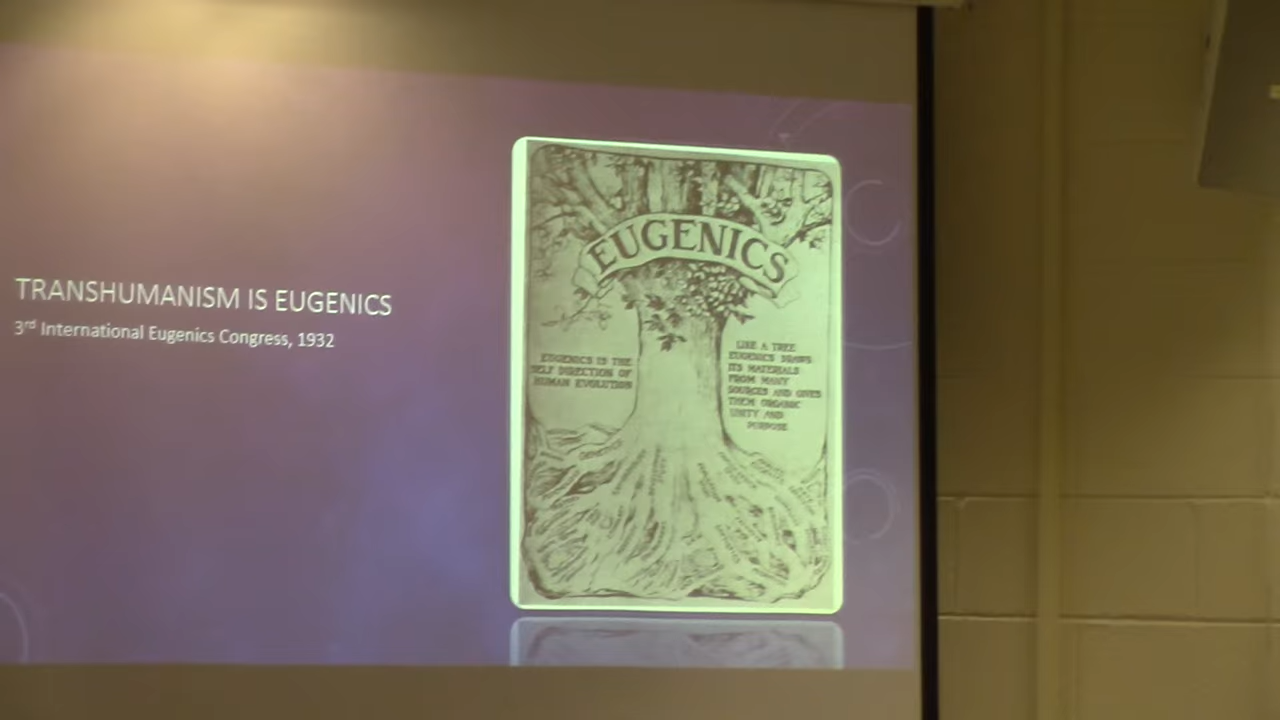 TRANSHUMANISM IS EUGENICS
3rd International Eugenics Congress, 1932
EUGENICS
EUGENICS IS THE
SELF DIRECTION OF
HUMAN EVOLUTION
LIKE A TREE
EUGENICS DRAWS
ITS MATERIALS
FROM MANY
SOURCES AND GIVES
THEM ORGANIC
UNITY AND
PURPOSE